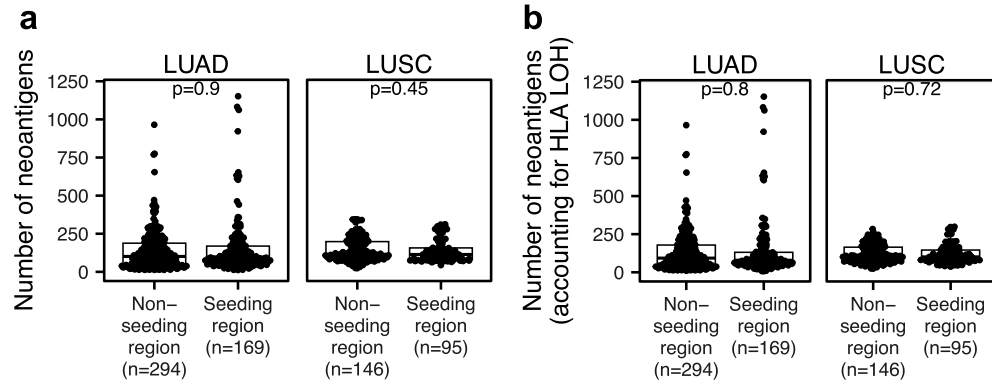 a
Number of neoantigens
LUAD
LUSC
p=0.9
p=0.45
1250
1000
750
500
250
0
Non−
seeding
region
(n=294)
Seeding
region
(n=169)
Non−
seeding
region
(n=146)
Seeding
region
(n=95)
b
Number of neoantigens
(accounting for HLA LOH)
LUAD
LUSC
p=0.8
p=0.72
1250
1000
750
500
250
0
Non−
seeding
region
(n=294)
Seeding
region
(n=169)
Non−
seeding
region
(n=146)
Seeding
region
(n=95)